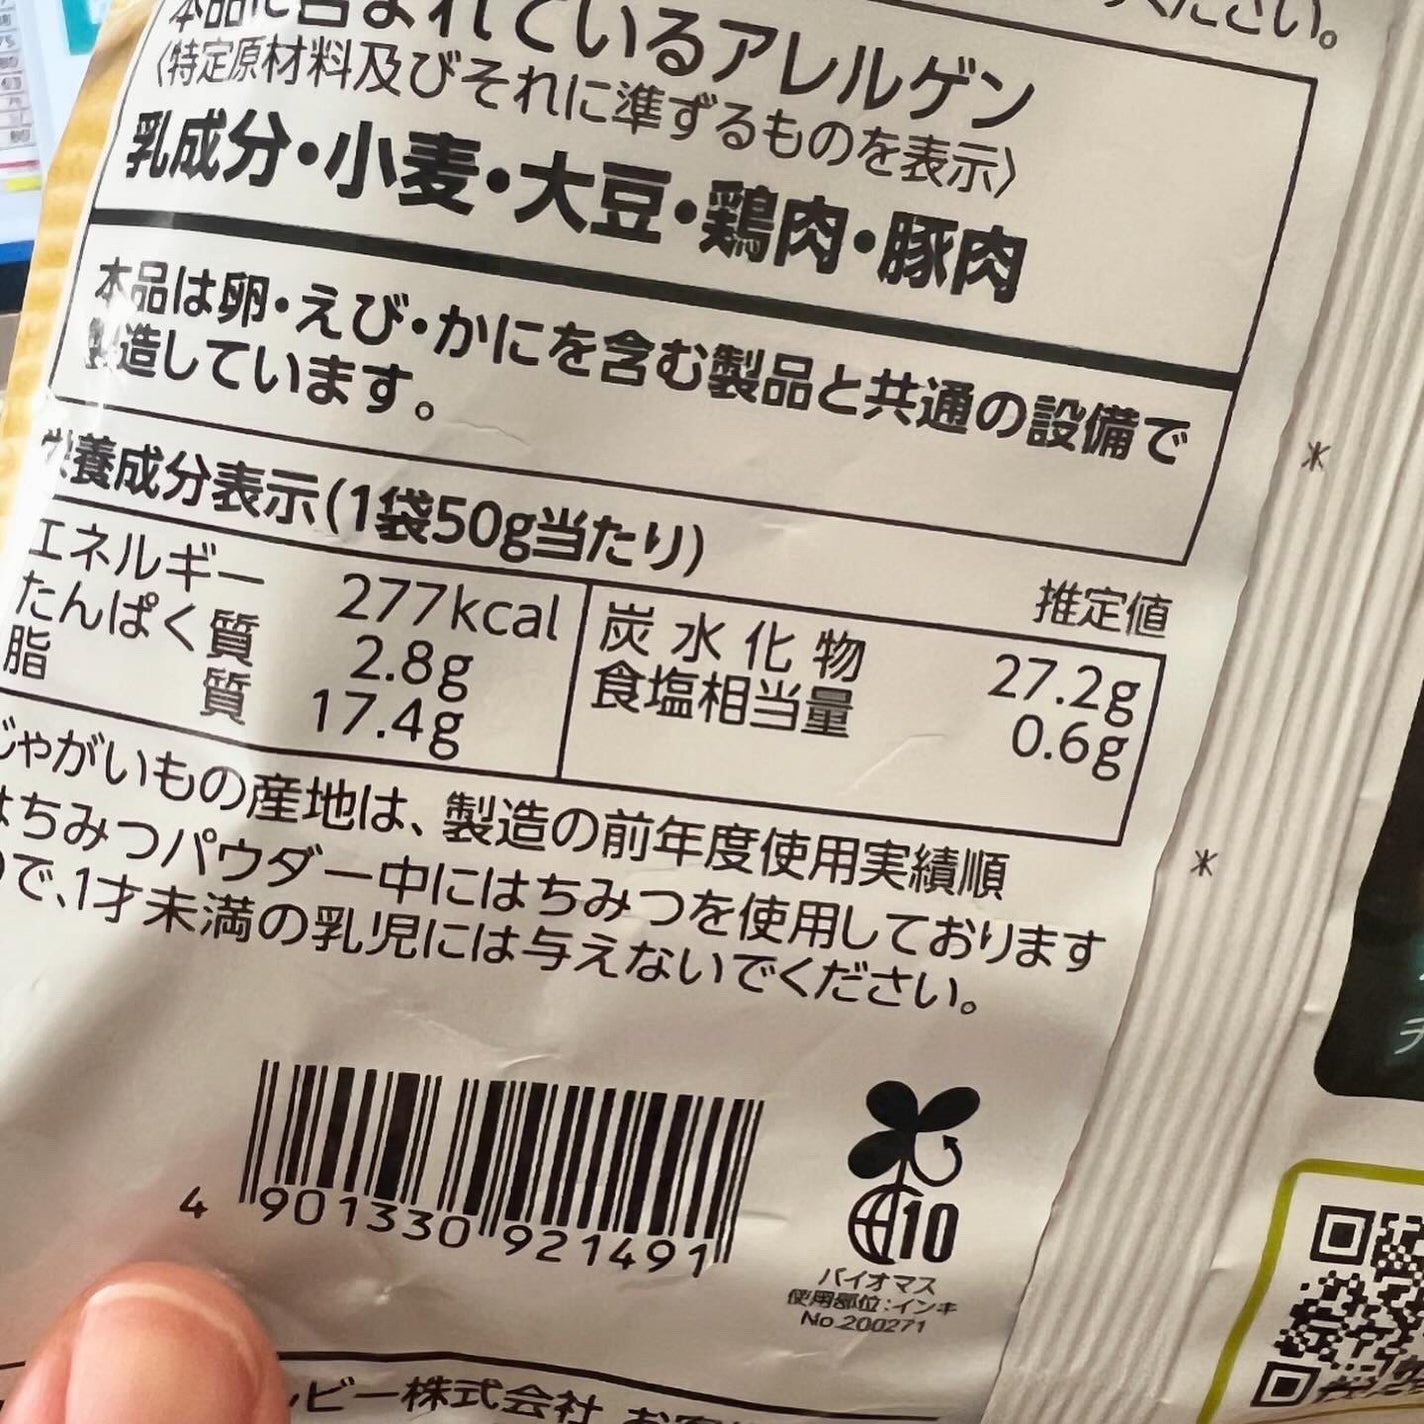 ください。
本品に含まれているアレルゲン
〈特定原材料及びそれに準ずるものを表示〉
乳成分・小麦・大豆・鶏肉・豚肉
本品は卵・えび・かにを含む製品と共通の設備で
製造しています。
栄養成分表示(1袋50g当たり)
推定値
エネルギー 277kcal
たんぱく質 2.8g
脂質 17.4g
炭水化物 27.2g
食塩相当量 0.6g
じゃがいもの産地は、製造の前年度使用実績順
はちみつパウダー中にはちみつを使用しております
ので、1才未満の乳児には与えないでください。
4 901330 921491
10
バイオマス
使用部位:インキ
No.200271
ルビー株式会社 お客